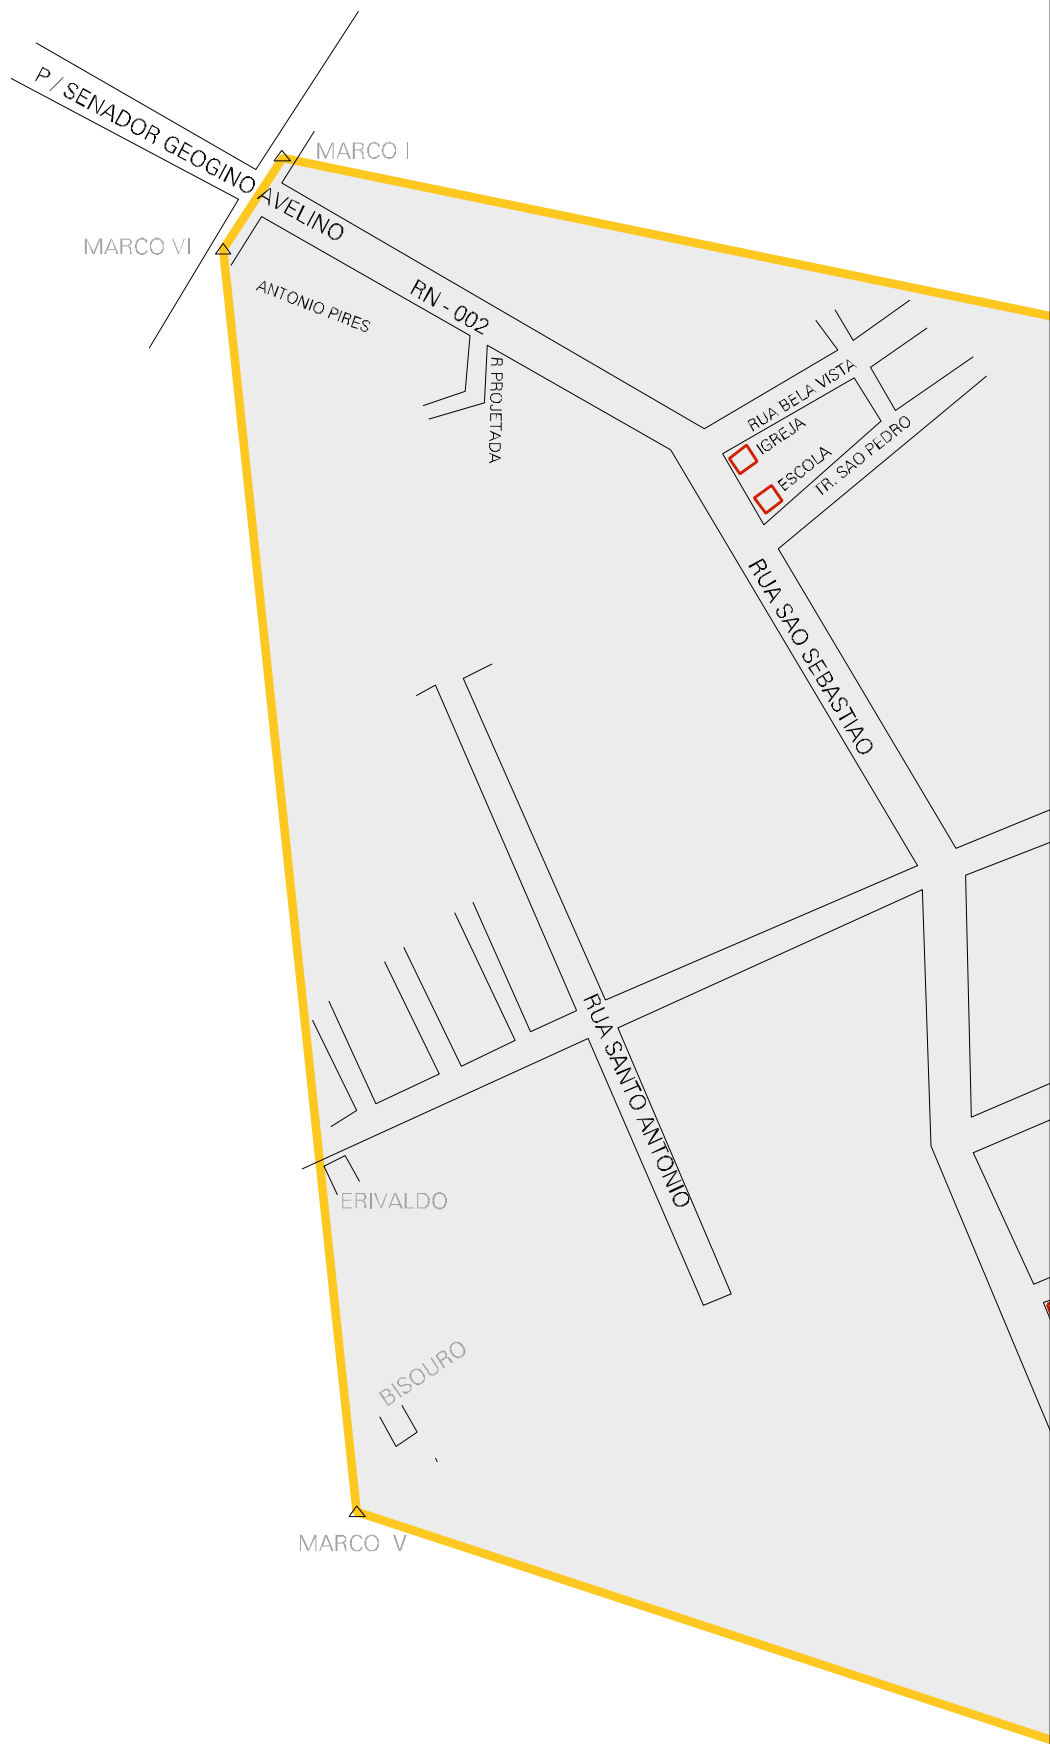 P / SENADOR GEOGINO AVELINO
MARCO I
MARCO VI
ANTONIO PIRES
RN - 002
R PROJETADA
RUA BELA VISTA
IGREJA
ESCOLA
TR. SAO PEDRO
RUA SAO SEBASTIAO
RUA SANTO ANTONIO
ERIVALDO
BISOURO
MARCO V